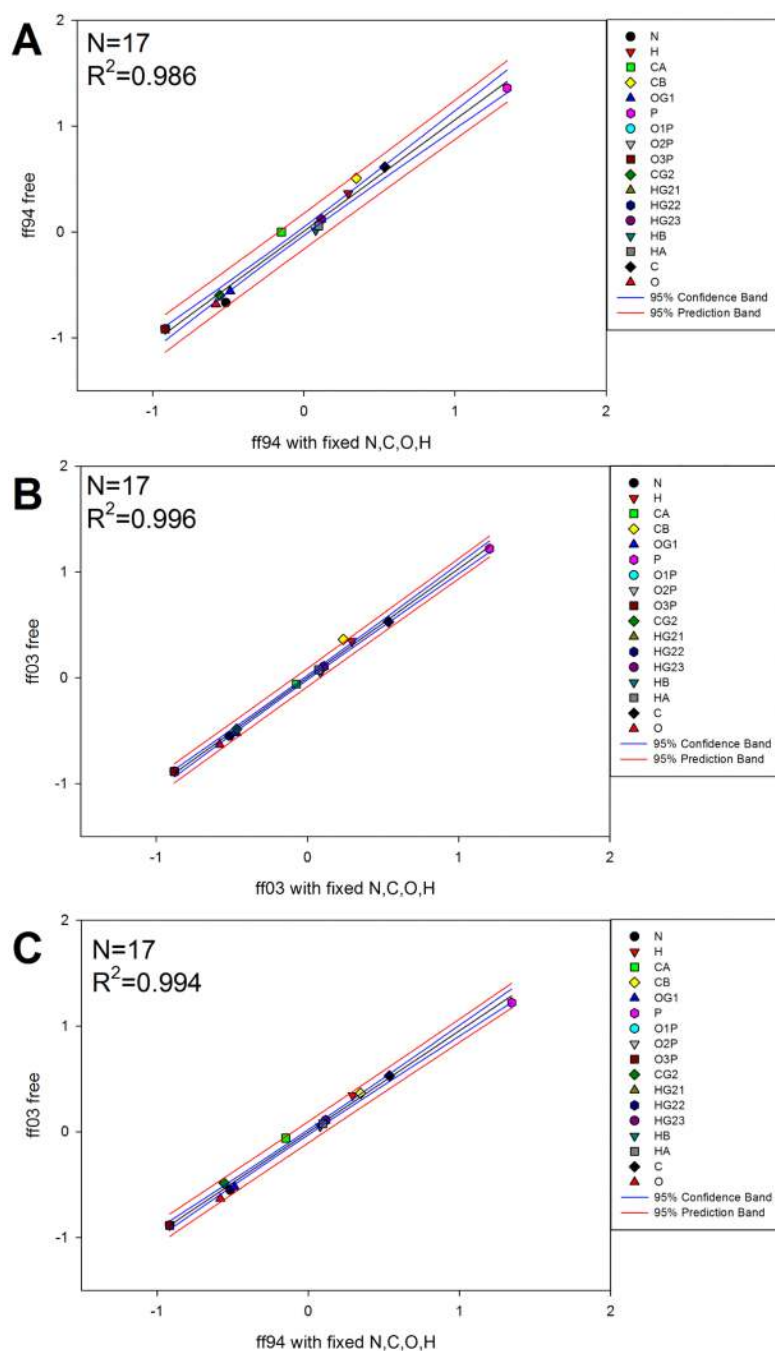 A
N=17
R²=0.986
2
1
0
-1
ff94 free
-1
0
1
2
ff94 with fixed N,C,O,H
N
H
CA
CB
OG1
P
O1P
O2P
O3P
CG2
HG21
HG22
HG23
HB
HA
C
O
95% Confidence Band
95% Prediction Band
B
N=17
R²=0.996
2
1
0
-1
ff03 free
-1
0
1
2
ff03 with fixed N,C,O,H
N
H
CA
CB
OG1
P
O1P
O2P
O3P
CG2
HG21
HG22
HG23
HB
HA
C
O
95% Confidence Band
95% Prediction Band
C
N=17
R²=0.994
2
1
0
-1
ff03 free
-1
0
1
2
ff94 with fixed N,C,O,H
N
H
CA
CB
OG1
P
O1P
O2P
O3P
CG2
HG21
HG22
HG23
HB
HA
C
O
95% Confidence Band
95% Prediction Band